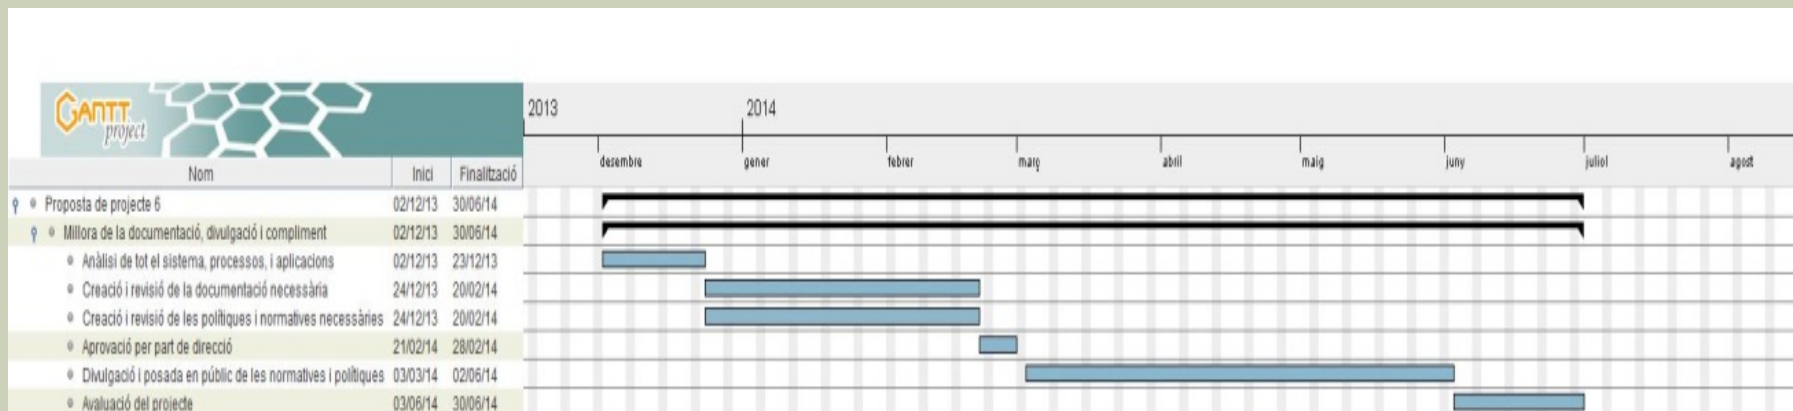 GANTT
project
2013 2014
desembre gener febrer març abril maig juny juliol agost
Nom Inici Finalització
Proposta de projecte 6 02/12/13 30/06/14
Millora de la documentació, divulgació i compliment 02/12/13 30/06/14
Anàlisi de tot el sistema, processos, i aplicacions 02/12/13 23/12/13
Creació i revisió de la documentació necessària 24/12/13 20/02/14
Creació i revisió de les polítiques i normatives necessàries 24/12/13 20/02/14
Aprovació per part de direcció 21/02/14 28/02/14
Divulgació i posada en públic de les normatives i polítiques 03/03/14 02/06/14
Avaluació del projecte 03/06/14 30/06/14